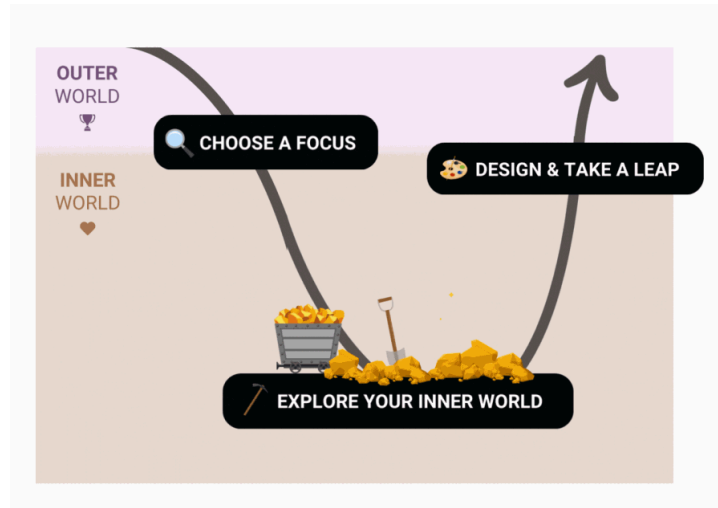 OUTER
WORLD
CHOOSE A FOCUS
DESIGN & TAKE A LEAP
INNER
WORLD
EXPLORE YOUR INNER WORLD